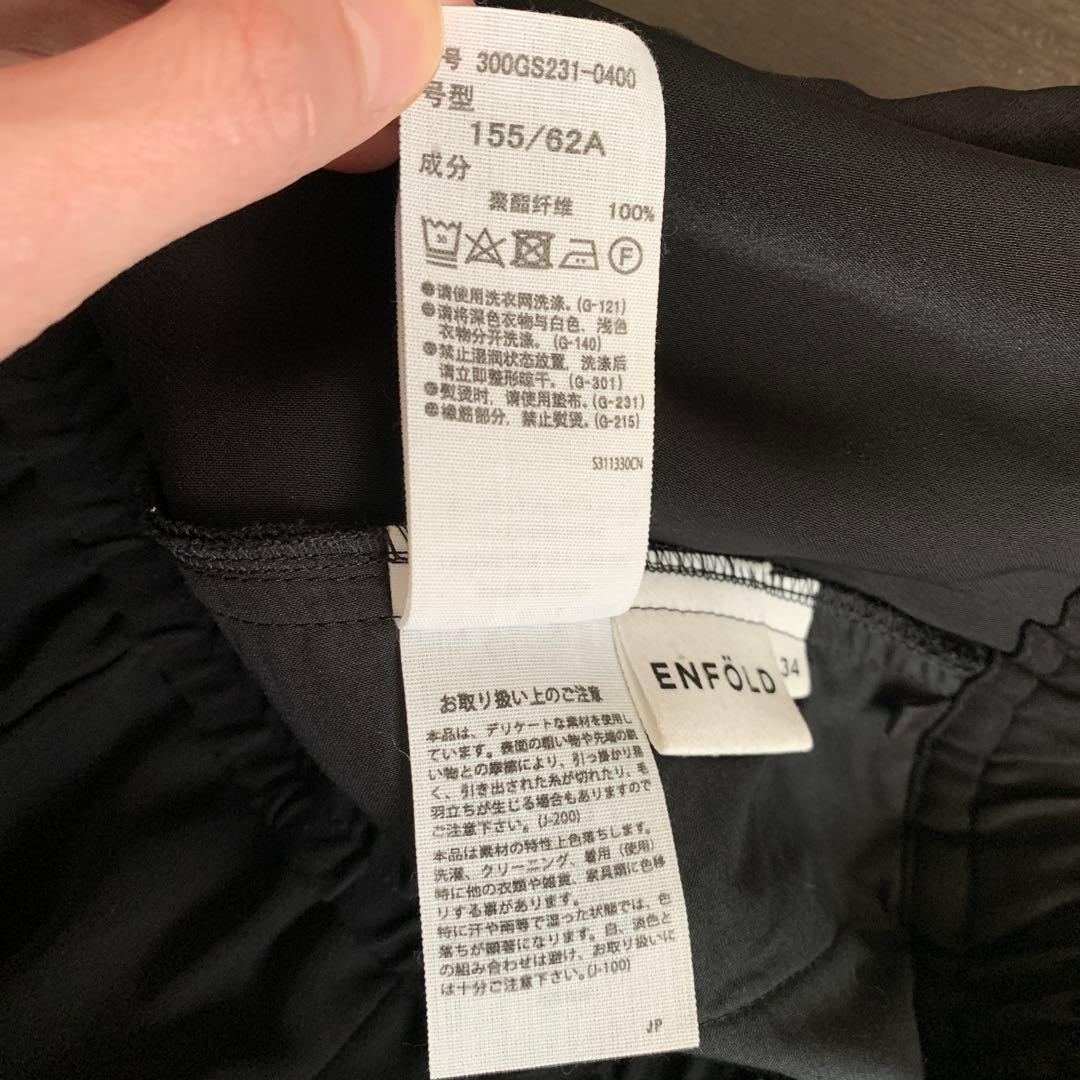 号 300GS231-0400
号型
155/62A
成分
聚酯纤维 100%
30
F
●请使用洗衣网洗涤。(G-121)
●请将深色衣物与白色，浅色
衣物分开洗涤。(G-140)
●禁止湿润状态放置，洗涤后
请立即整形晾干。(G-301)
●熨烫时，请使用垫布。(G-231)
●橡筋部分，禁止熨烫。(G-215)
S311330CN
ENFÖLD
34
お取り扱い上のご注意
本品は、デリケートな素材を使用し
ています。表面の粗い物や先端の鋭
い物との摩擦により、引っ掛かり易
く、引き出された糸が切れたり、毛
羽立ちが生じる場合もありますので
ご注意下さい。(J-200)
本品は素材の特性上色落ちします。
洗濯、クリーニング、着用（使用）
特に他の衣類や雑貨、家具類に色移
りする事があります。
特に汗や雨等で湿った状態では、色
落ちが顕著になります。白、淡色と
の組み合わせは避け、お取り扱いに
は十分ご注意下さい。(J-100)
JP